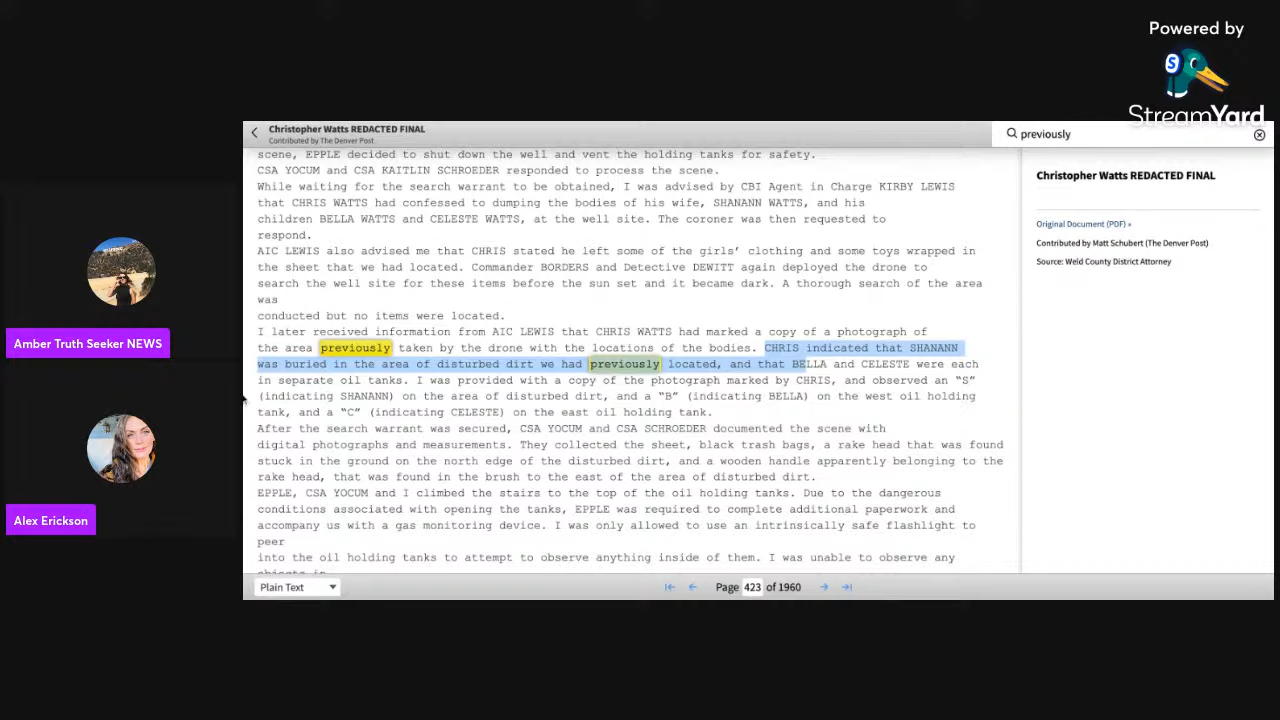 Powered by
S
StreamYard
Christopher Watts REDACTED FINAL
Contributed by The Denver Post
previously
scene, EPPLE decided to shut down the well and vent the holding tanks for safety.
CSA YOCUM and CSA KAITLIN SCHROEDER responded to process the scene.
While waiting for the search warrant to be obtained, I was advised by CBI Agent in Charge KIRBY LEWIS
that CHRIS WATTS had confessed to dumping the bodies of his wife, SHANANN WATTS, and his
children BELLA WATTS and CELESTE WATTS, at the well site. The coroner was then requested to
respond.
AIC LEWIS also advised me that CHRIS stated he left some of the girls’ clothing and some toys wrapped in
the sheet that we had located. Commander BORDERS and Detective DEWITT again deployed the drone to
search the well site for these items before the sun set and it became dark. A thorough search of the area
was
conducted but no items were located.
I later received information from AIC LEWIS that CHRIS WATTS had marked a copy of a photograph of
the area previously taken by the drone with the locations of the bodies. CHRIS indicated that SHANANN
was buried in the area of disturbed dirt we had previously located, and that BELLA and CELESTE were each
in separate oil tanks. I was provided with a copy of the photograph marked by CHRIS, and observed an “S”
(indicating SHANANN) on the area of disturbed dirt, and a “B” (indicating BELLA) on the west oil holding
tank, and a “C” (indicating CELESTE) on the east oil holding tank.
After the search warrant was secured, CSA YOCUM and CSA SCHROEDER documented the scene with
digital photographs and measurements. They collected the sheet, black trash bags, a rake head that was found
stuck in the ground on the north edge of the disturbed dirt, and a wooden handle apparently belonging to the
rake head, that was found in the brush to the east of the area of disturbed dirt.
EPPLE, CSA YOCUM and I climbed the stairs to the top of the oil holding tanks. Due to the dangerous
conditions associated with opening the tanks, EPPLE was required to complete additional paperwork and
accompany us with a gas monitoring device. I was only allowed to use an intrinsically safe flashlight to
peer
into the oil holding tanks to attempt to observe anything inside of them. I was unable to observe any
objects in
Christopher Watts REDACTED FINAL
Original Document (PDF) »
Contributed by Matt Schubert (The Denver Post)
Source: Weld County District Attorney
Amber Truth Seeker NEWS
Alex Erickson
Plain Text
Page 423 of 1960